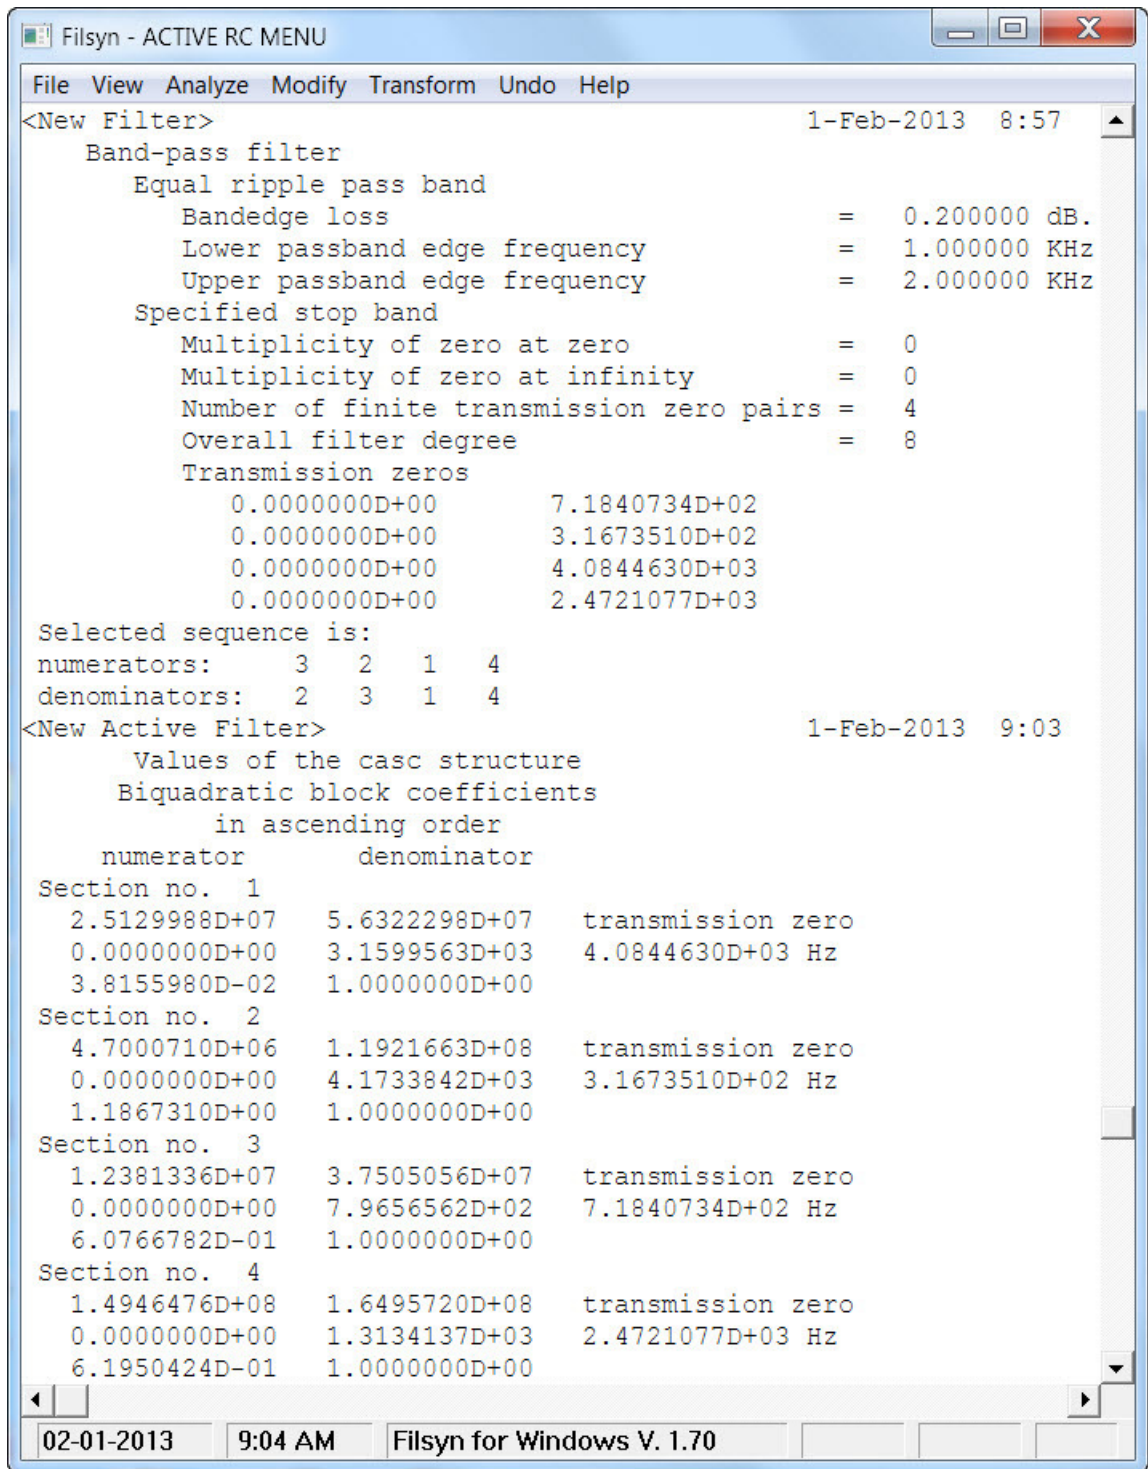 Filsyn - ACTIVE RC MENU
File View Analyze Modify Transform Undo Help
<New Filter> 1-Feb-2013 8:57
Band-pass filter
Equal ripple pass band
Bandedge loss = 0.200000 dB.
Lower passband edge frequency = 1.000000 KHz
Upper passband edge frequency = 2.000000 KHz
Specified stop band
Multiplicity of zero at zero = 0
Multiplicity of zero at infinity = 0
Number of finite transmission zero pairs = 4
Overall filter degree = 8
Transmission zeros
0.0000000D+00 7.1840734D+02
0.0000000D+00 3.1673510D+02
0.0000000D+00 4.0844630D+03
0.0000000D+00 2.4721077D+03
Selected sequence is:
numerators: 3 2 1 4
denominators: 2 3 1 4
<New Active Filter> 1-Feb-2013 9:03
Values of the casc structure
Biquadratic block coefficients
in ascending order
numerator denominator
Section no. 1
2.5129988D+07 5.6322298D+07 transmission zero
0.0000000D+00 3.1599563D+03 4.0844630D+03 Hz
3.8155980D-02 1.0000000D+00
Section no. 2
4.7000710D+06 1.1921663D+08 transmission zero
0.0000000D+00 4.1733842D+03 3.1673510D+02 Hz
1.1867310D+00 1.0000000D+00
Section no. 3
1.2381336D+07 3.7505056D+07 transmission zero
0.0000000D+00 7.9656562D+02 7.1840734D+02 Hz
6.0766782D-01 1.0000000D+00
Section no. 4
1.4946476D+08 1.6495720D+08 transmission zero
0.0000000D+00 1.3134137D+03 2.4721077D+03 Hz
6.1950424D-01 1.0000000D+00
02-01-2013 9:04 AM Filsyn for Windows V. 1.70